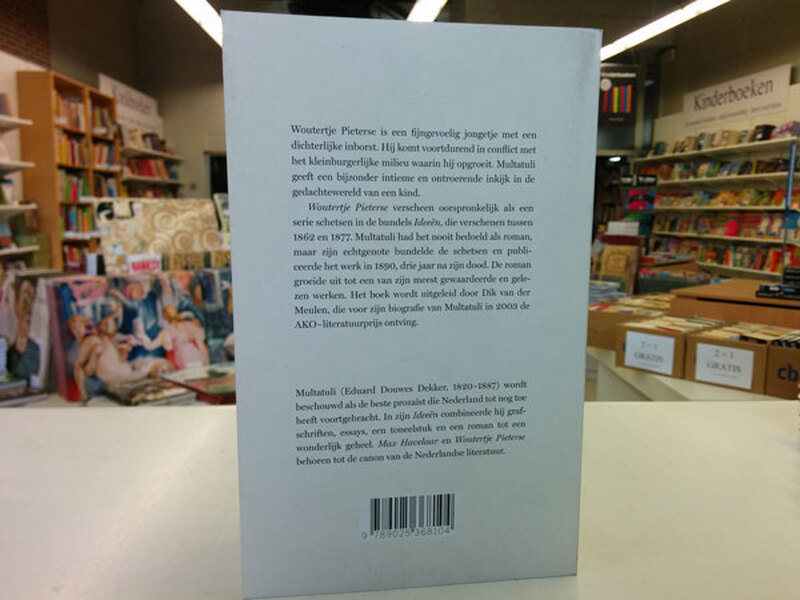 Woutertje Pieterse is een fijngevoelig jongetje met een
dichterlijke inborst. Hij komt voortdurend in conflict met
het kleinburgerlijke milieu waarin hij opgroeit. Multatuli
geeft een bijzonder intieme en ontroerende inkijk in de
gedachtewereld van een kind.
Woutertje Pieterse verscheen oorspronkelijk als een
serie schetsen in de bundels Ideeën, die verschenen tussen
1862 en 1877. Multatuli had het nooit bedoeld als roman,
maar zijn echtgenote bundelde de schetsen en publi-
ceerde het werk in 1890, drie jaar na zijn dood. De roman
groeide uit tot een van zijn meest gewaardeerde en gele-
zen werken. Het boek wordt uitgeleid door Dik van der
Meulen, die voor zijn biografie van Multatuli in 2003 de
AKO-literatuurprijs ontving.
Multatuli (Eduard Douwes Dekker, 1820-1887) wordt
beschouwd als de beste prozaïst die Nederland tot nog toe
heeft voortgebracht. In zijn Ideeën combineerde hij graf-
schriften, essays, een toneelstuk en een roman tot een
wonderlijk geheel. Max Havelaar en Woutertje Pieterse
behoren tot de canon van de Nederlandse literatuur.
9 789025 368104
Kinderboeken
2+1
GRATIS
2+1
GRATIS
cb